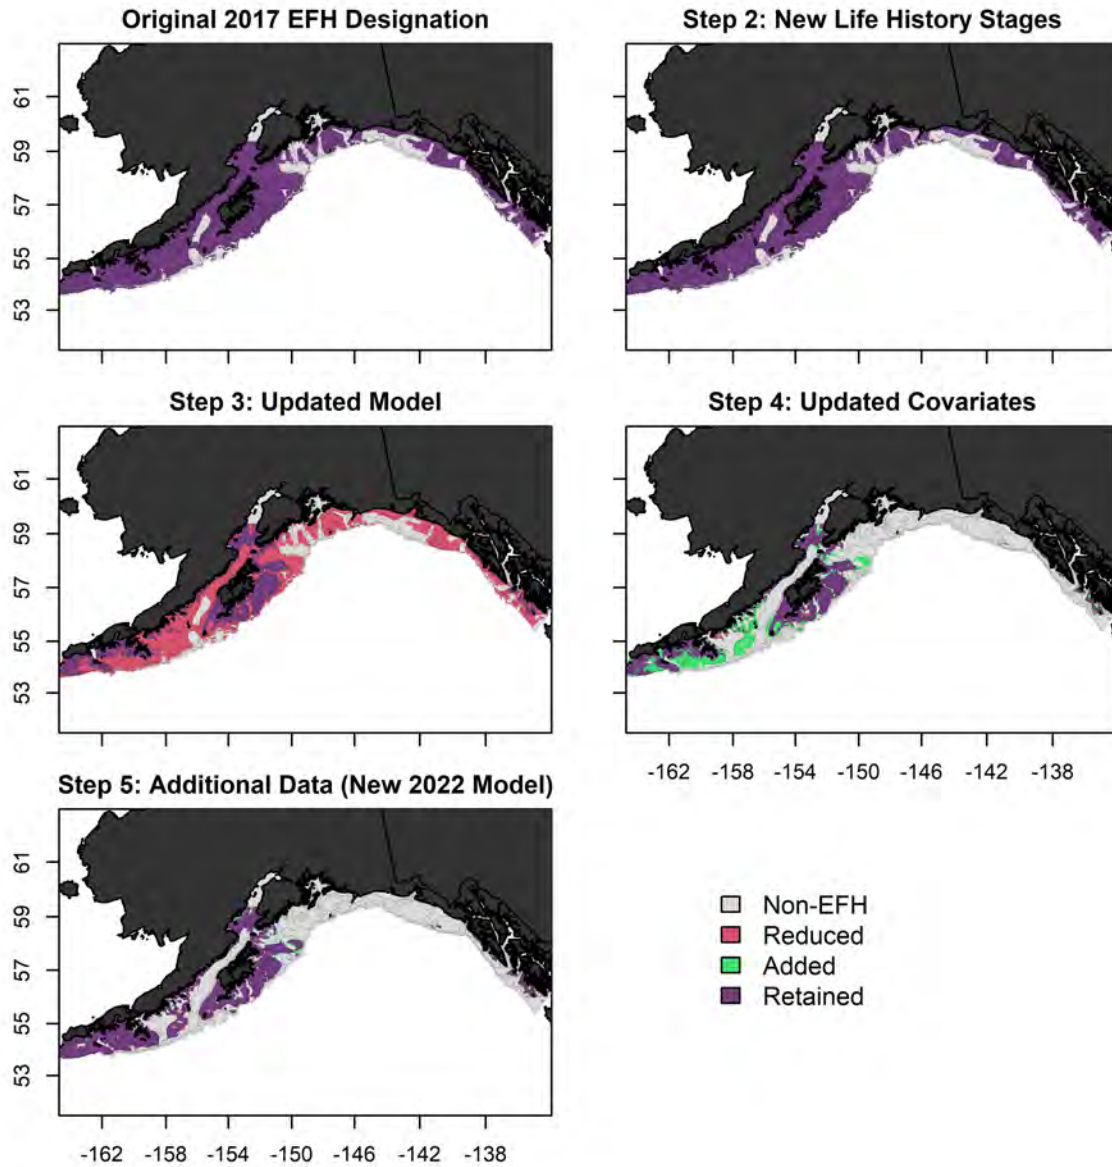 Original 2017 EFH Designation
Step 2: New Life History Stages
61
59
57
55
53
Step 3: Updated Model
Step 4: Updated Covariates
61
59
57
55
53
-162 -158 -154 -150 -146 -142 -138
Step 5: Additional Data (New 2022 Model)
61
59
57
55
53
-162 -158 -154 -150 -146 -142 -138
Non-EFH
Reduced
Added
Retained